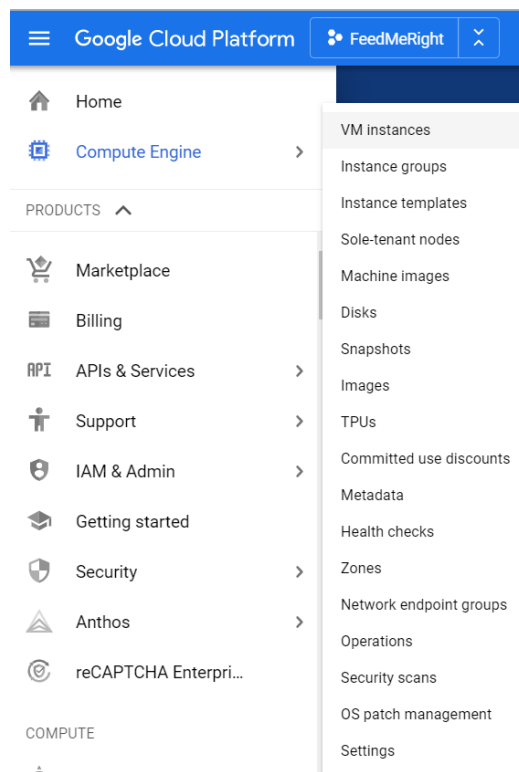 Google Cloud Platform
FeedMeRight
Home
Compute Engine
PRODUCTS
Marketplace
Billing
API
APIs & Services
Support
IAM & Admin
Getting started
Security
Anthos
reCAPTCHA Enterpri...
COMPUTE
VM instances
Instance groups
Instance templates
Sole-tenant nodes
Machine images
Disks
Snapshots
Images
TPUs
Committed use discounts
Metadata
Health checks
Zones
Network endpoint groups
Operations
Security scans
OS patch management
Settings